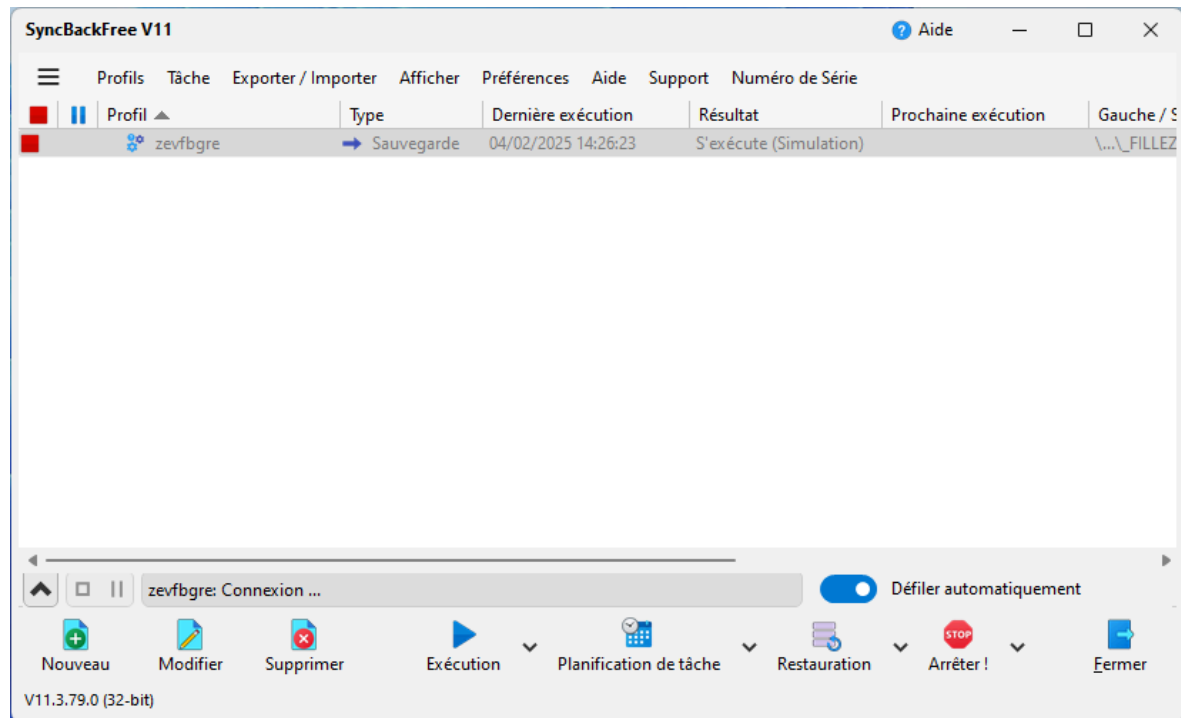 SyncBackFree V11 Aide
Profils Tâche Exporter / Importer Afficher Préférences Aide Support Numéro de Série
Profil Type Dernière exécution Résultat Prochaine exécution Gauche / S
zevfbgre Sauvegarde 04/02/2025 14:26:23 S'exécute (Simulation) \...\_FILLEZ
zevfbgre: Connexion ... Défiler automatiquement
STOP
Nouveau Modifier Supprimer Exécution Planification de tâche Restauration Arrêter ! Fermer
V11.3.79.0 (32-bit)